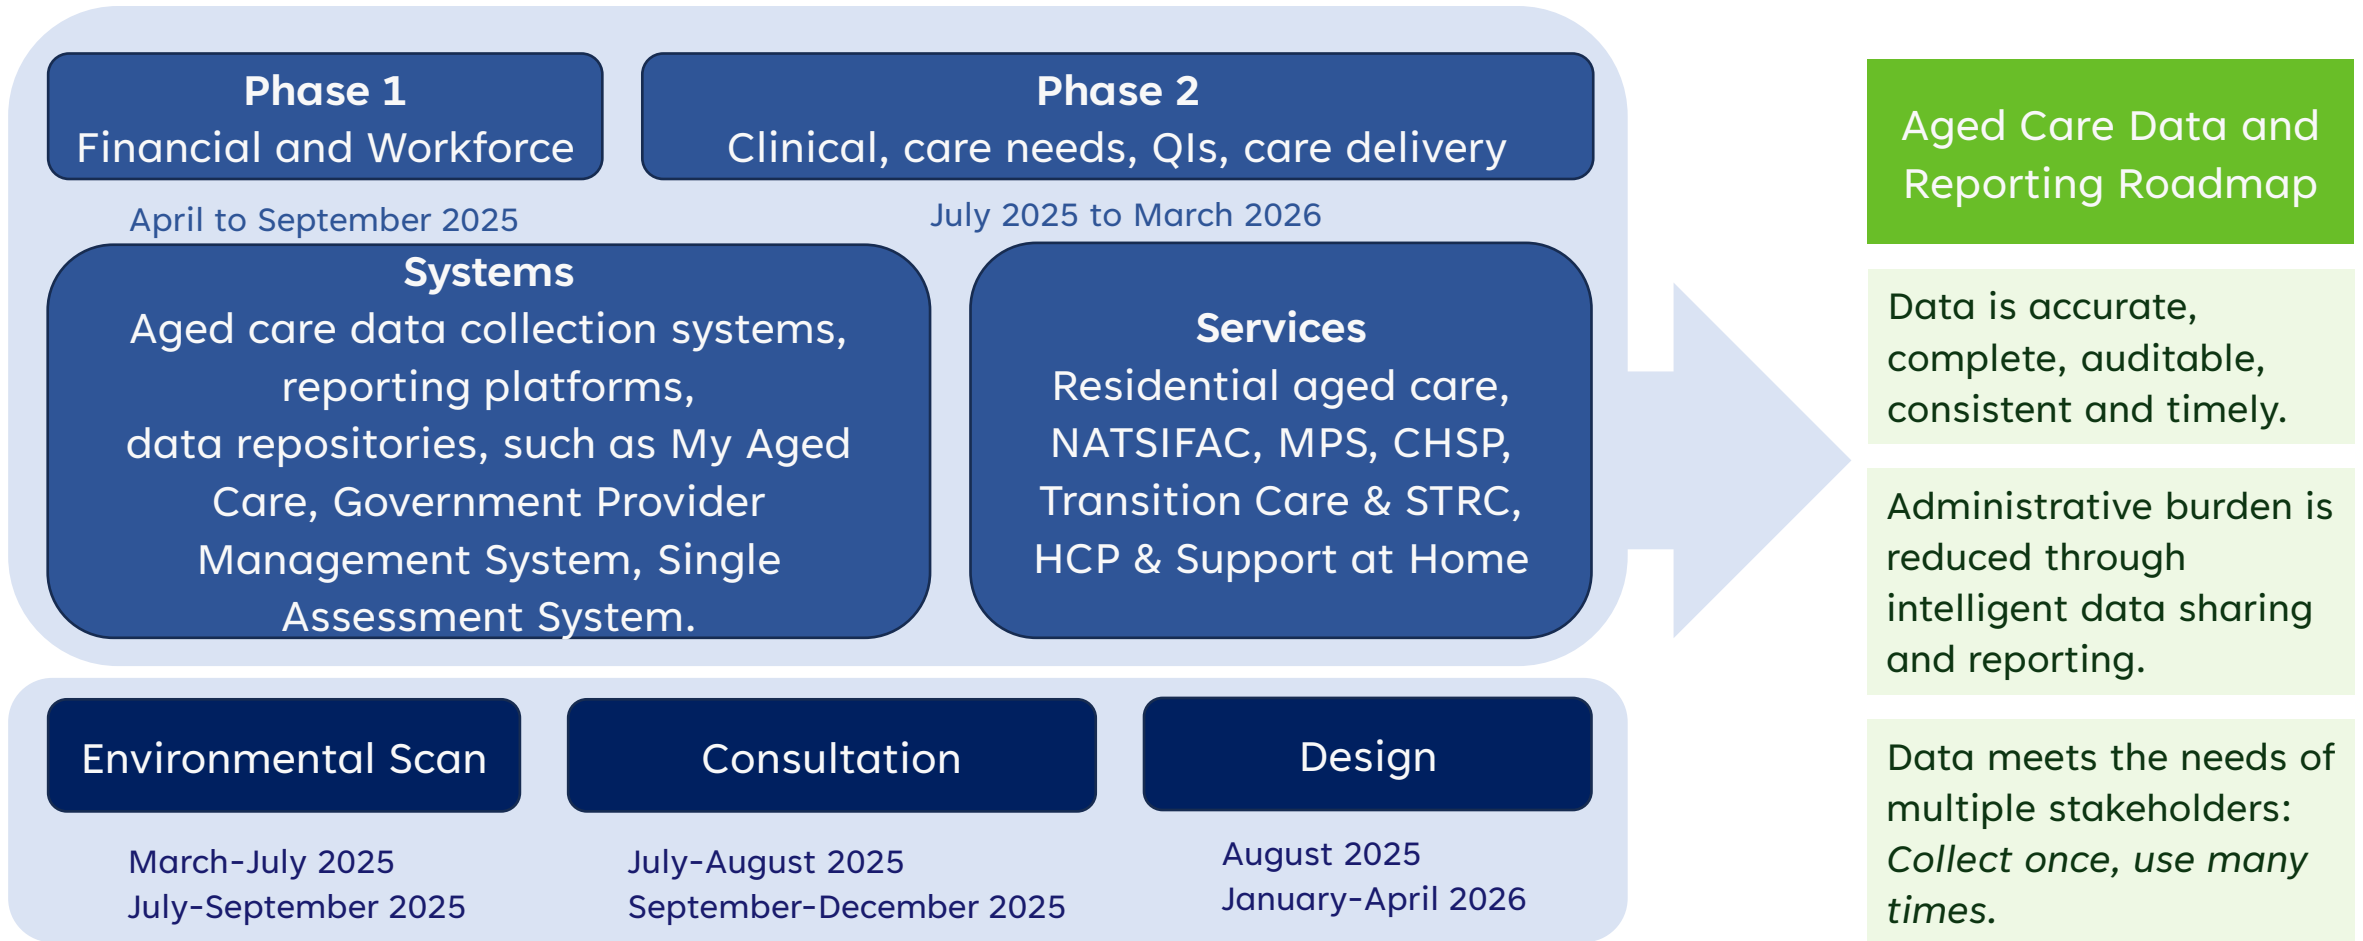 Phase 1
Financial and Workforce
April to September 2025
Phase 2
Clinical, care needs, QIs, care delivery
July 2025 to March 2026
Systems
Aged care data collection systems,
reporting platforms,
data repositories, such as My Aged
Care, Government Provider
Management System, Single
Assessment System.
Services
Residential aged care,
NATSIFAC, MPS, CHSP,
Transition Care & STRC,
HCP & Support at Home
Environmental Scan
March-July 2025
July-September 2025
Consultation
July-August 2025
September-December 2025
Design
August 2025
January-April 2026
Aged Care Data and
Reporting Roadmap
Data is accurate,
complete, auditable,
consistent and timely.
Administrative burden is
reduced through
intelligent data sharing
and reporting.
Data meets the needs of
multiple stakeholders:
Collect once, use many
times.